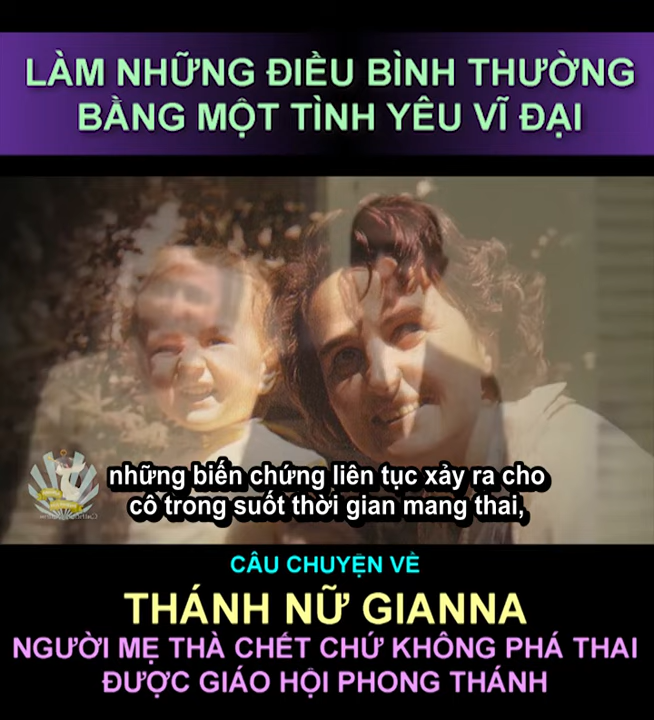 LÀM NHỮNG ĐIỀU BÌNH THƯỜNG
BẰNG MỘT TÌNH YÊU VĨ ĐẠI
những biến chứng liên tục xảy ra cho
cô trong suốt thời gian mang thai,
CÂU CHUYỆN VỀ
THÁNH NỮ GIANNA
NGƯỜI MẸ THÀ CHẾT CHỨ KHÔNG PHÁ THAI
ĐƯỢC GIÁO HỘI PHONG THÁNH